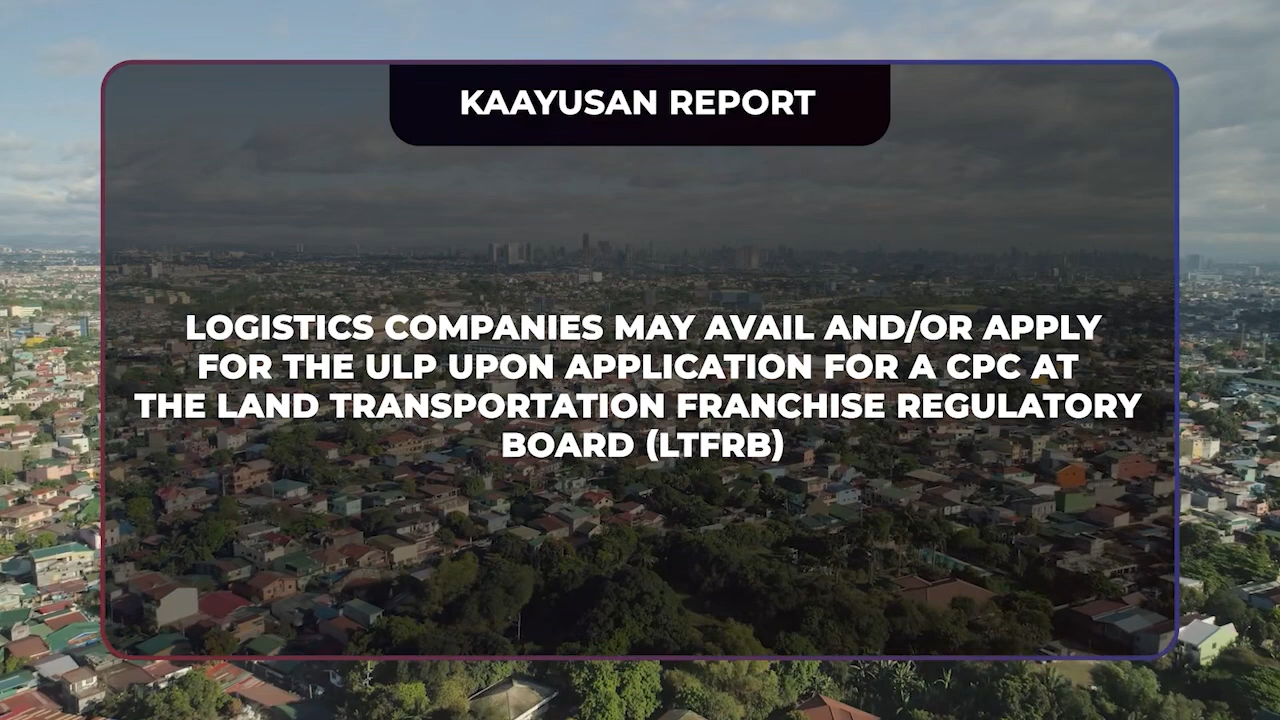 KAAYUSAN REPORT
LOGISTICS COMPANIES MAY AVAIL AND/OR APPLY
FOR THE ULP UPON APPLICATION FOR A CPC AT
THE LAND TRANSPORTATION FRANCHISE REGULATORY
BOARD (LTFRB)